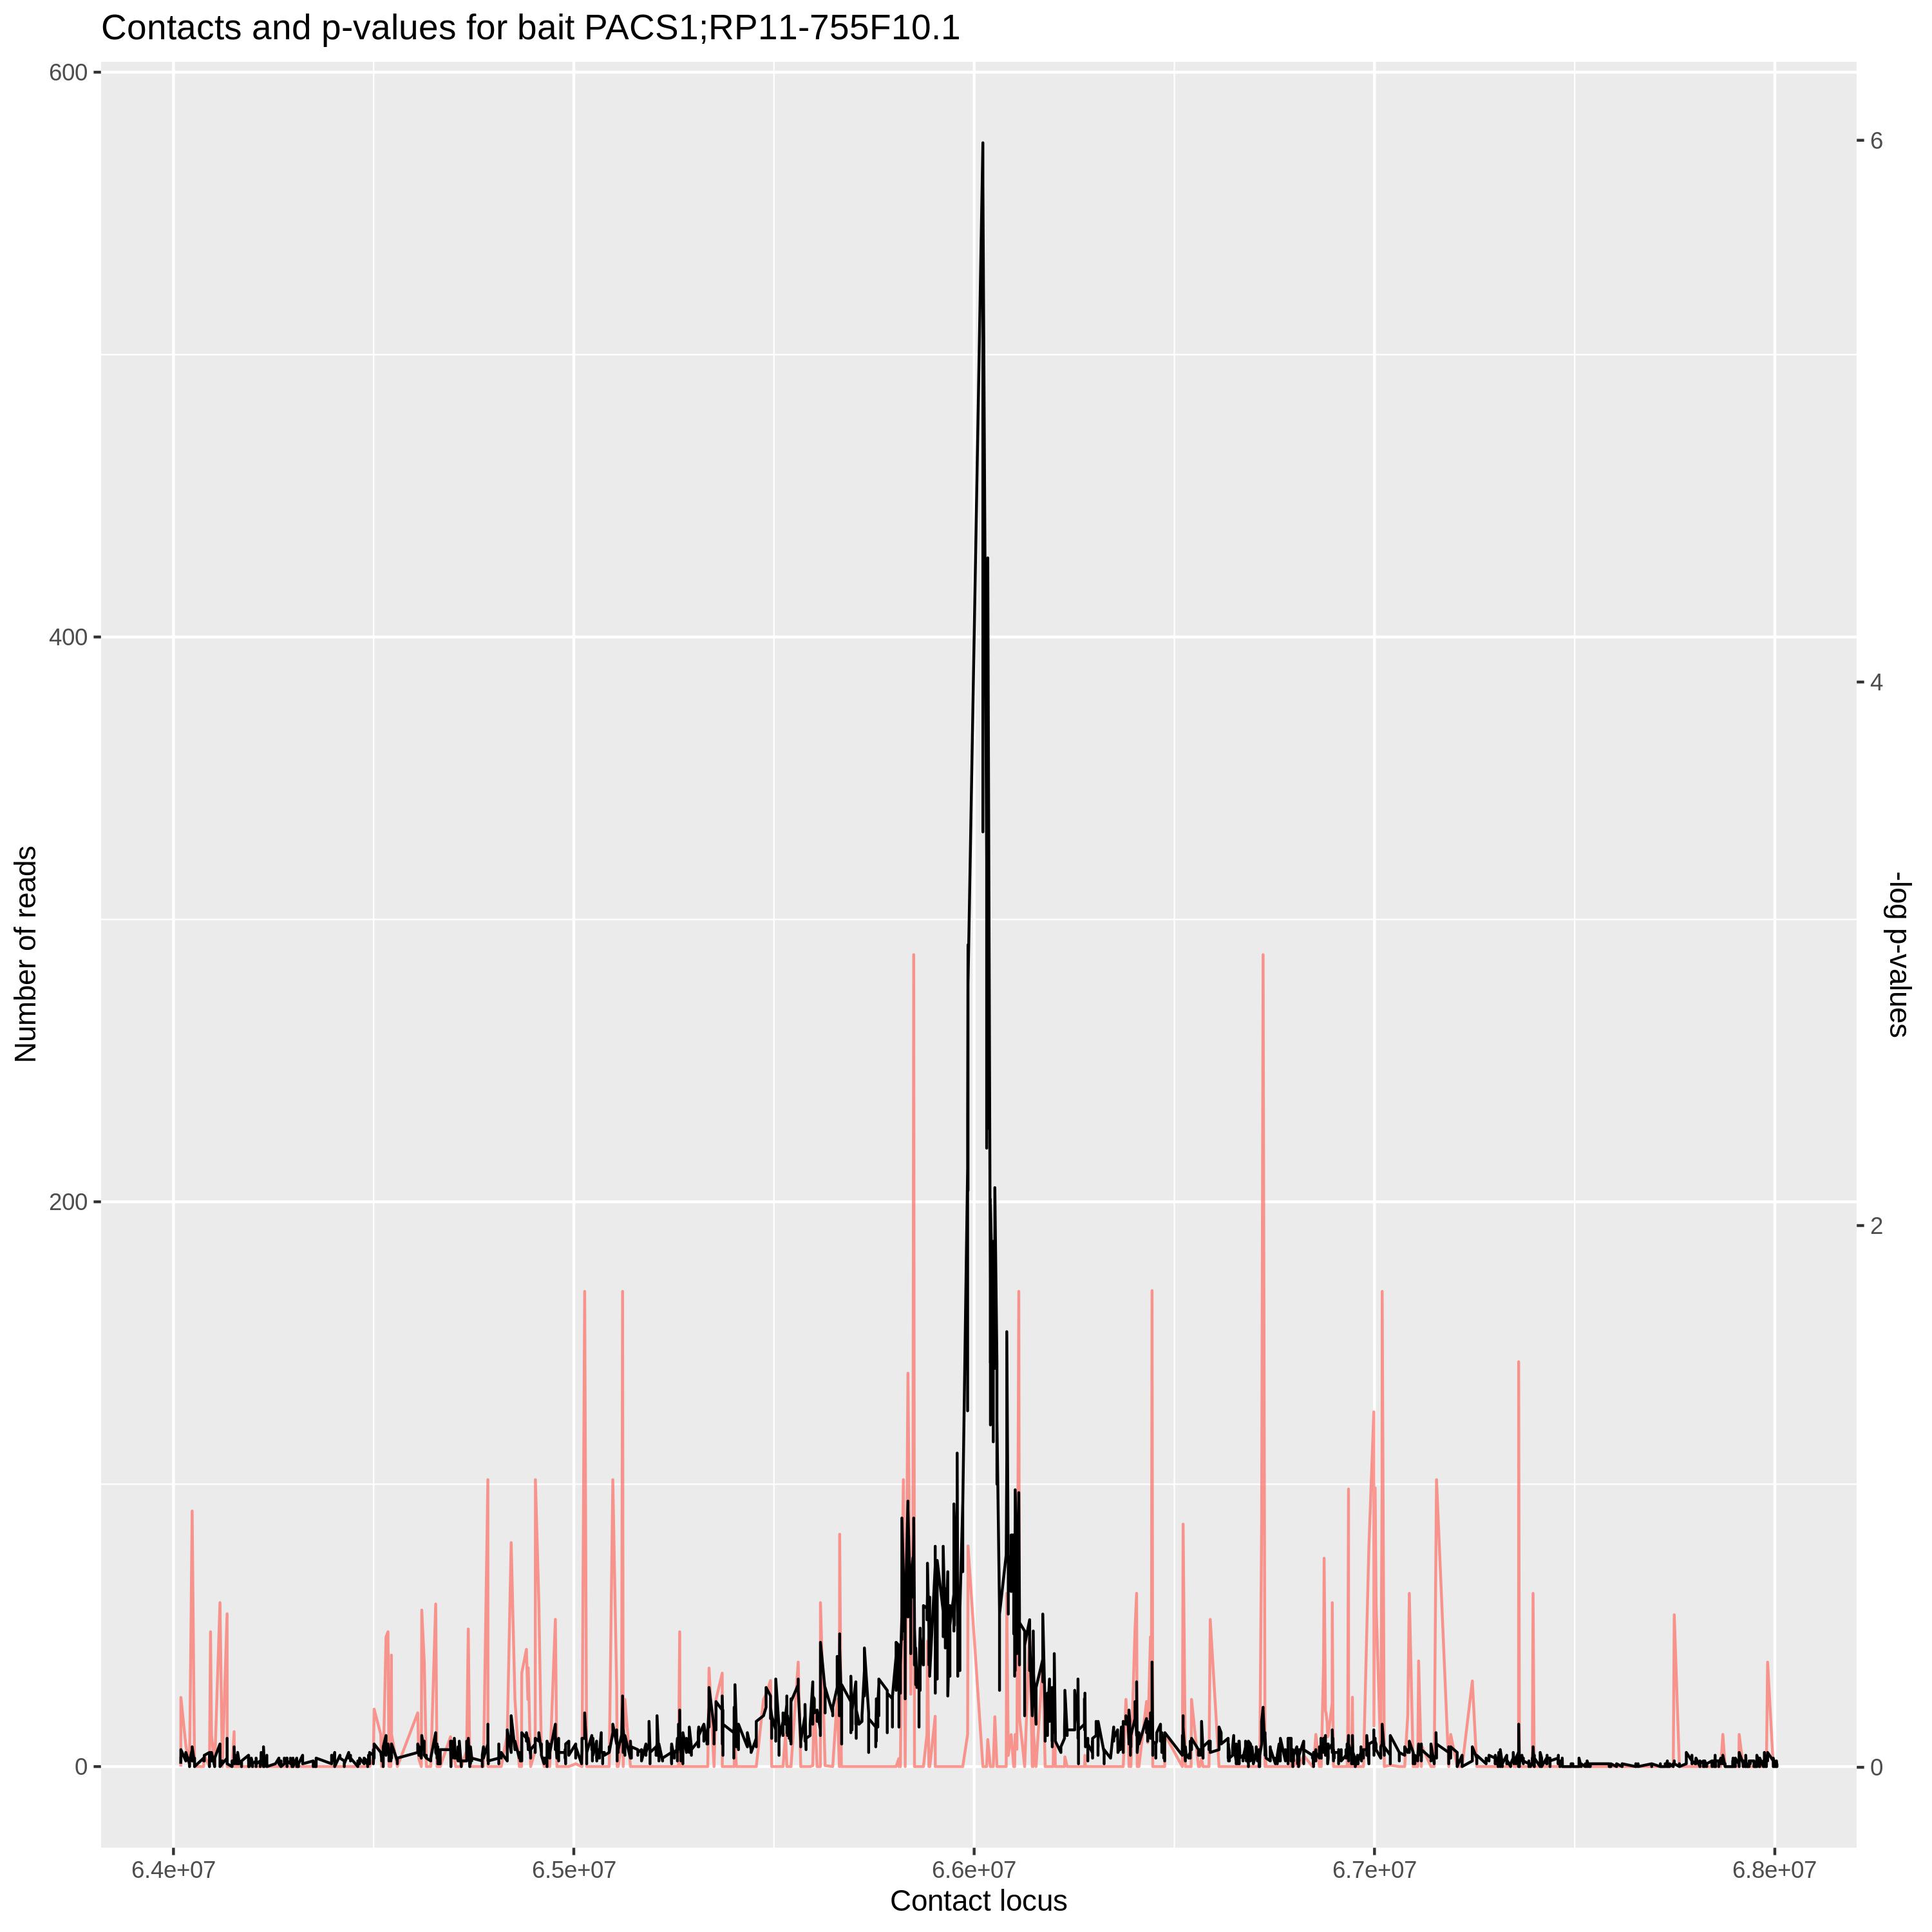 Contacts and p-values for bait PACS1;RP11-755F10.1
600
400
200
0
Number of reads
6
4
2
0
-log p-values
6.4e+07
6.5e+07
6.6e+07
6.7e+07
6.8e+07
Contact locus